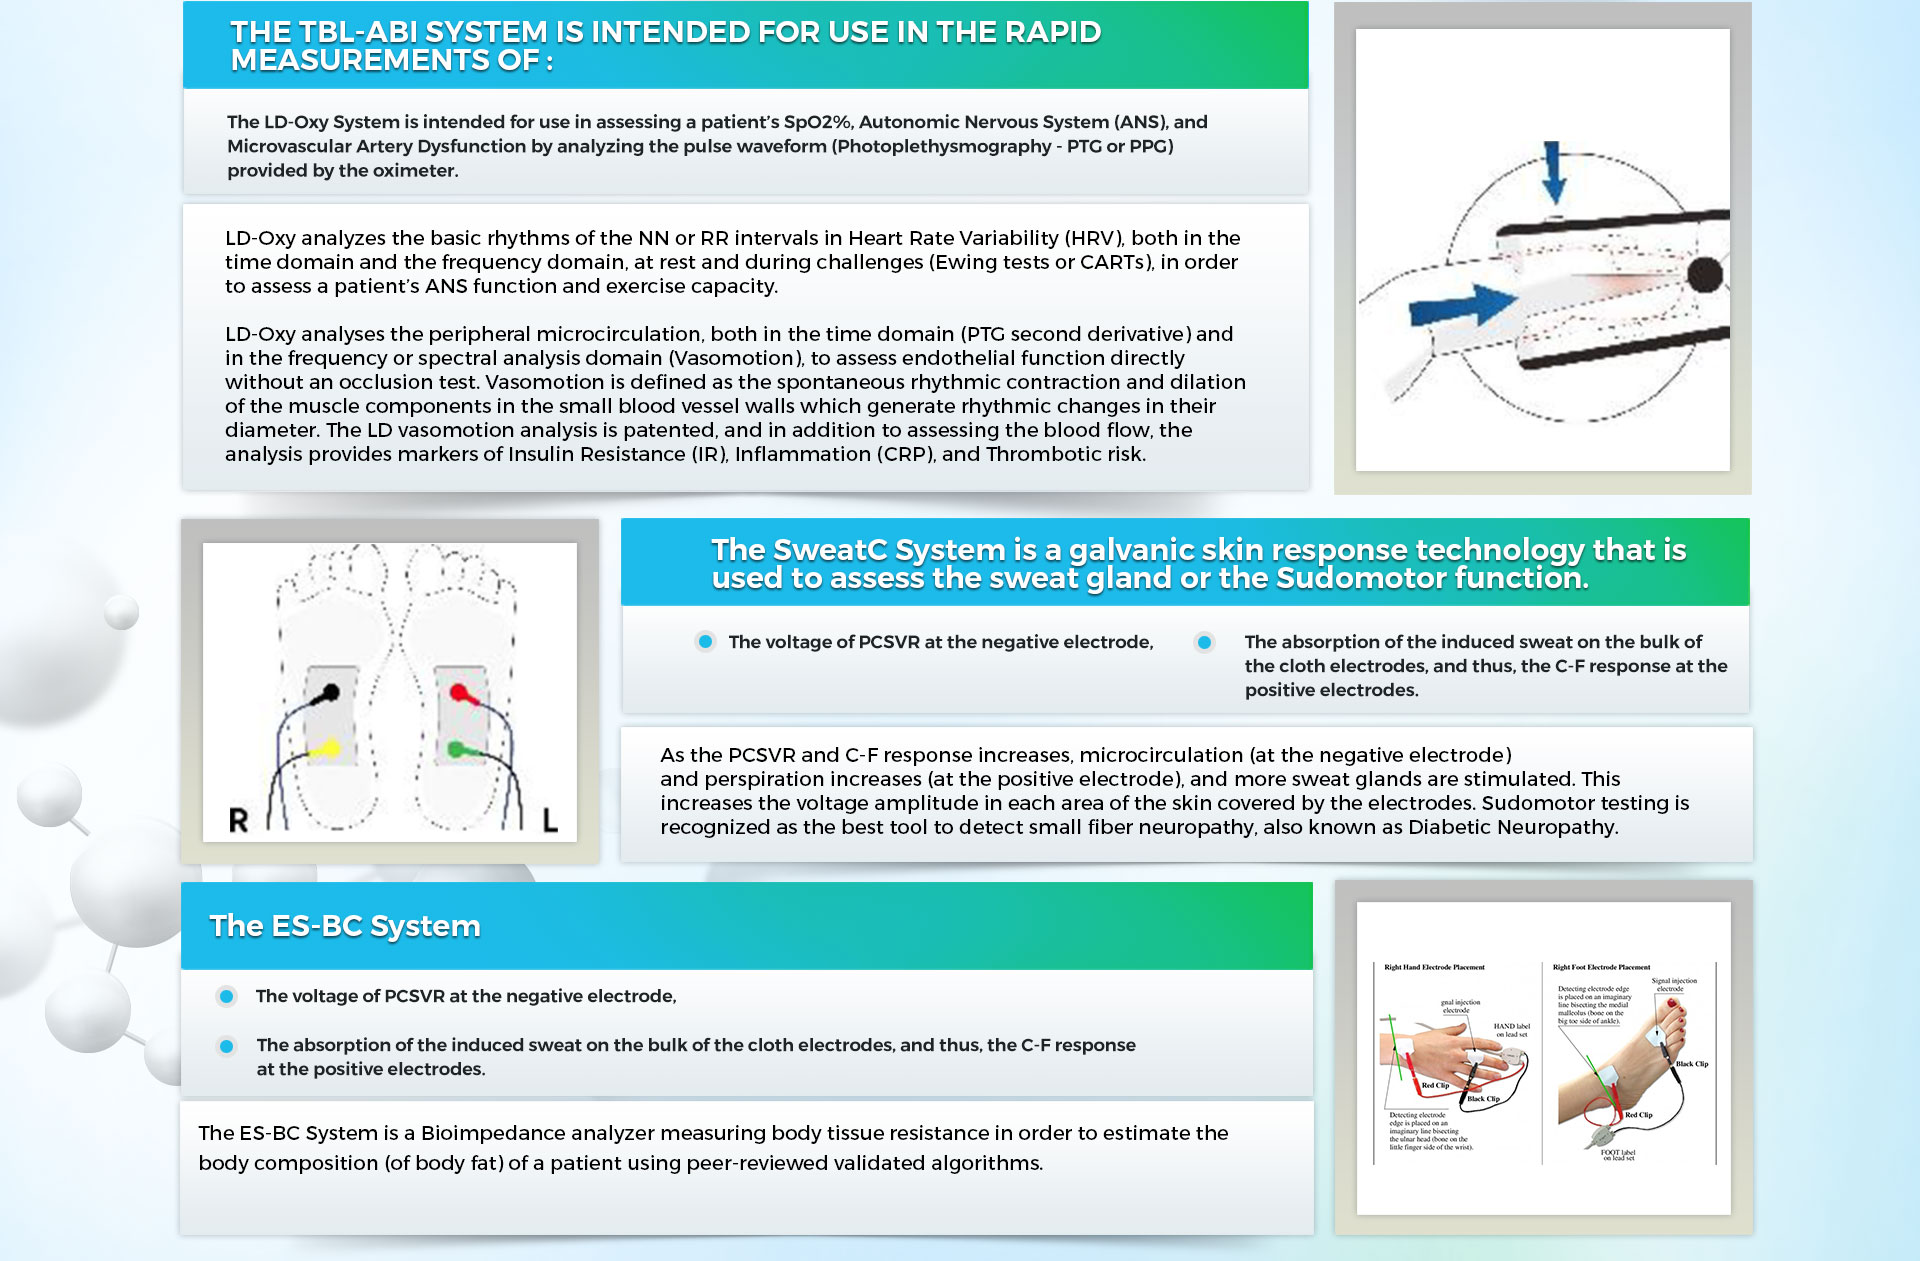 THE TBL-ABI SYSTEM IS INTENDED FOR USE IN THE RAPID
MEASUREMENTS OF :
The LD-Oxy System is intended for use in assessing a patient's SpO2%, Autonomic Nervous System (ANS), and
Microvascular Artery Dysfunction by analyzing the pulse waveform (Photoplethysmography - PTG or PPG)
provided by the oximeter.
LD-Oxy analyzes the basic rhythms of the NN or RR intervals in Heart Rate Variability (HRV), both in the
time domain and the frequency domain, at rest and during challenges (Ewing tests or CARTs), in order
to assess a patient's ANS function and exercise capacity.
LD-Oxy analyses the peripheral microcirculation, both in the time domain (PTG second derivative) and
in the frequency or spectral analysis domain (Vasomotion), to assess endothelial function directly
without an occlusion test. Vasomotion is defined as the spontaneous rhythmic contraction and dilation
of the muscle components in the small blood vessel walls which generate rhythmic changes in their
diameter. The LD vasomotion analysis is patented, and in addition to assessing the blood flow, the
analysis provides markers of Insulin Resistance (IR), Inflammation (CRP), and Thrombotic risk.
R L
The SweatC System is a galvanic skin response technology that is
used to assess the sweat gland or the Sudomotor function.
The voltage of PCSVR at the negative electrode,
The absorption of the induced sweat on the bulk of
the cloth electrodes, and thus, the C-F response at the
positive electrodes.
As the PCSVR and C-F response increases, microcirculation (at the negative electrode)
and perspiration increases (at the positive electrode), and more sweat glands are stimulated. This
increases the voltage amplitude in each area of the skin covered by the electrodes. Sudomotor testing is
recognized as the best tool to detect small fiber neuropathy, also known as Diabetic Neuropathy.
The ES-BC System
The voltage of PCSVR at the negative electrode,
The absorption of the induced sweat on the bulk of the cloth electrodes, and thus, the C-F response
at the positive electrodes.
The ES-BC System is a Bioimpedance analyzer measuring body tissue resistance in order to estimate the
body composition (of body fat) of a patient using peer-reviewed validated algorithms.
Right Hand Electrode Placement
gnal injection
electrode
HAND label
on lead set
Red Clip
Black Clip
Detecting electrode
edge is placed on an
imaginary line bisecting
the ulnar head (bone on the
little finger side of the wrist).
Right Foot Electrode Placement
Signal injection
electrode
Detecting electrode edge
is placed on an imaginary
line bisecting the medial
malleolus (bone on the
big toe side of ankle).
Black Clip
Red Clip
FOOT label
on lead set